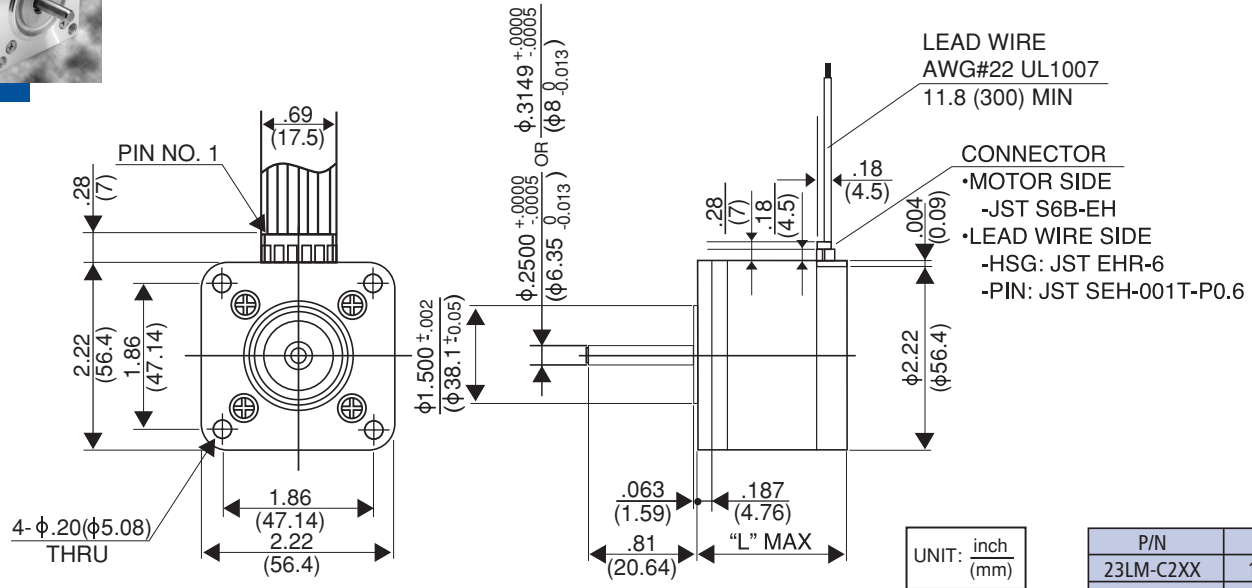 .69
(17.5)
PIN NO. 1
.28
(7)
2.22
(56.4)
1.86
(47.14)
4-ϕ.20(ϕ5.08)
THRU
1.86
(47.14)
2.22
(56.4)
ϕ1.500 ±.002
(ϕ38.1 ±0.05)
ϕ.2500 +.0000 -.0005
(ϕ6.35 0 -0.013)
OR
ϕ.3149 +.0000 -.0005
(ϕ8 0 -0.013)
.28
(7)
.18
(4.5)
.18
(4.5)
LEAD WIRE
AWG#22 UL1007
11.8 (300) MIN
CONNECTOR
•MOTOR SIDE
-JST S6B-EH
•LEAD WIRE SIDE
-HSG: JST EHR-6
-PIN: JST SEH-001T-P0.6
.004
(0.09)
ϕ2.22
(ϕ56.4)
.063
(1.59)
.187
(4.76)
.81
(20.64)
“L” MAX
UNIT: inch
(mm)
P/N
23LM-C2XX